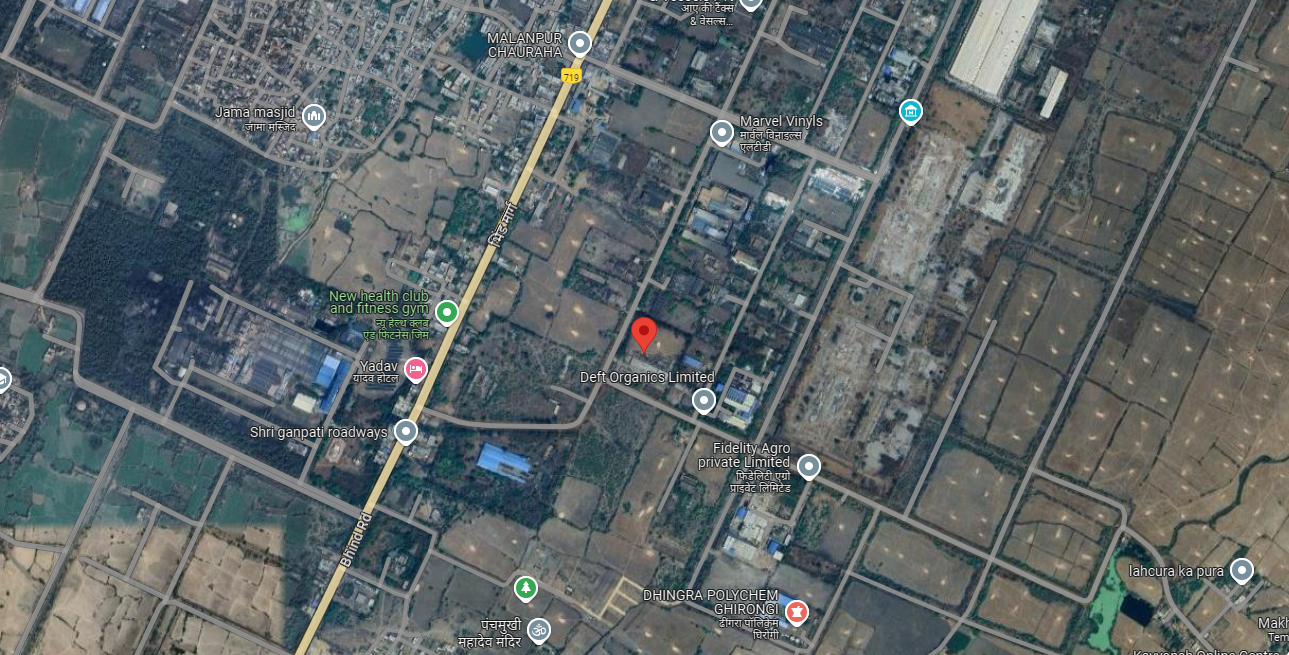 आए की टैक्स
& वेसल्स...
MALANPUR
CHAURAHA
719
Jama masjid
जामा मस्जिद
Marvel Vinyls
मार्वल विनाइल्स
एलटीडी
भिंड मार्ग
New health club
and fitness gym
न्यू हेल्थ क्लब
एंड फिटनेस जिम
Yadav
यादव होटल
Deft Organics Limited
Shri ganpati roadways
Fidelity Agro
private Limited
फिडेलिटी एग्रो
प्राइवेट लिमिटेड
Bhind Rd
lahcura ka pura
DHINGRA POLYCHEM
GHIRONGI
ढींगरा पॉलिकेम
घिरोंगी
पंचमुखी
महादेव मंदिर
Makh
Tem